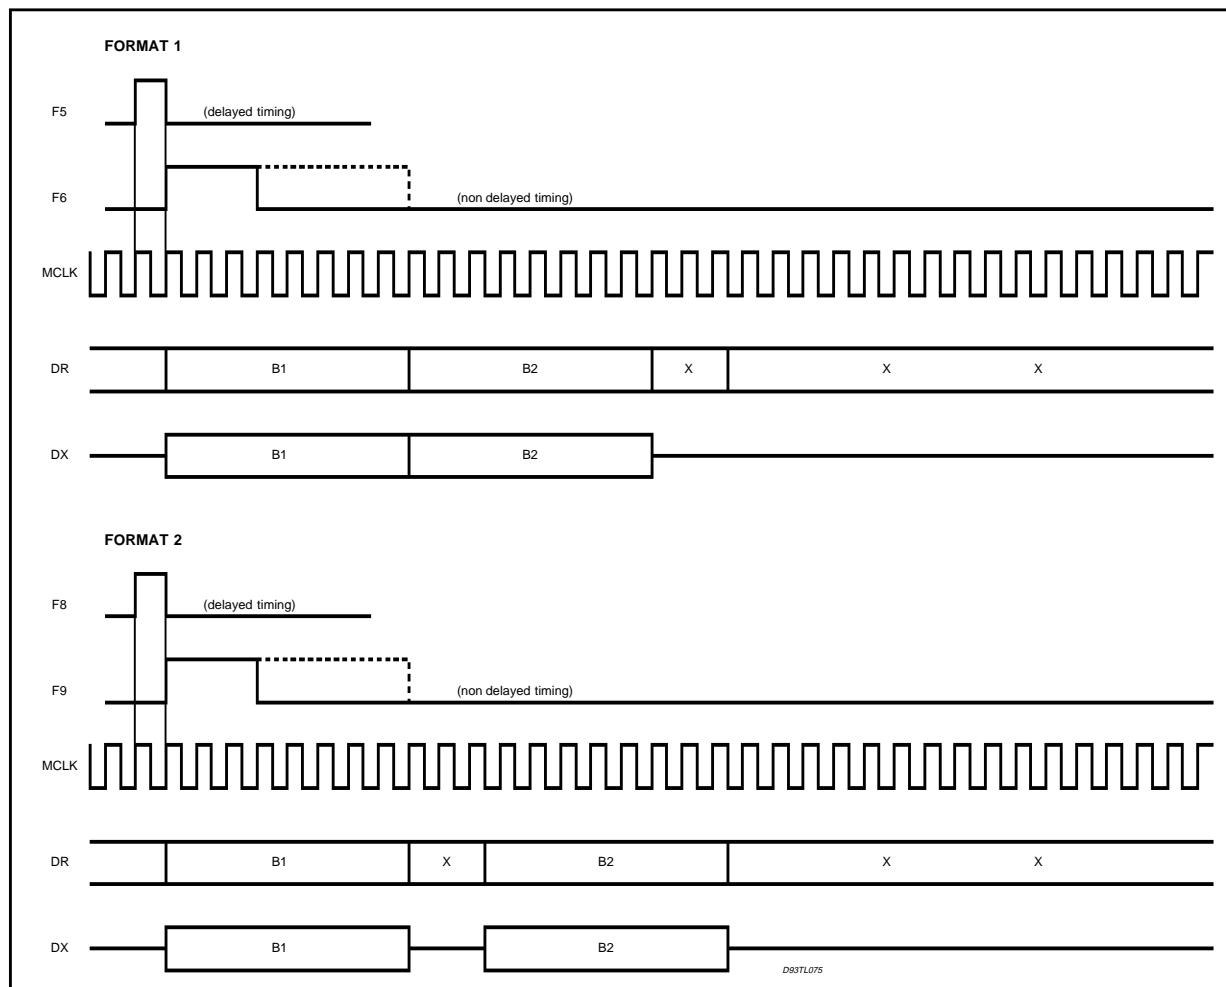 FORMAT 1
F5 (delayed timing)
F6 (non delayed timing)
MCLK
DR B1 B2 X X X
DX B1 B2
FORMAT 2
F8 (delayed timing)
F9 (non delayed timing)
MCLK
DR B1 X B2 X X
DX B1 B2
D93TL075